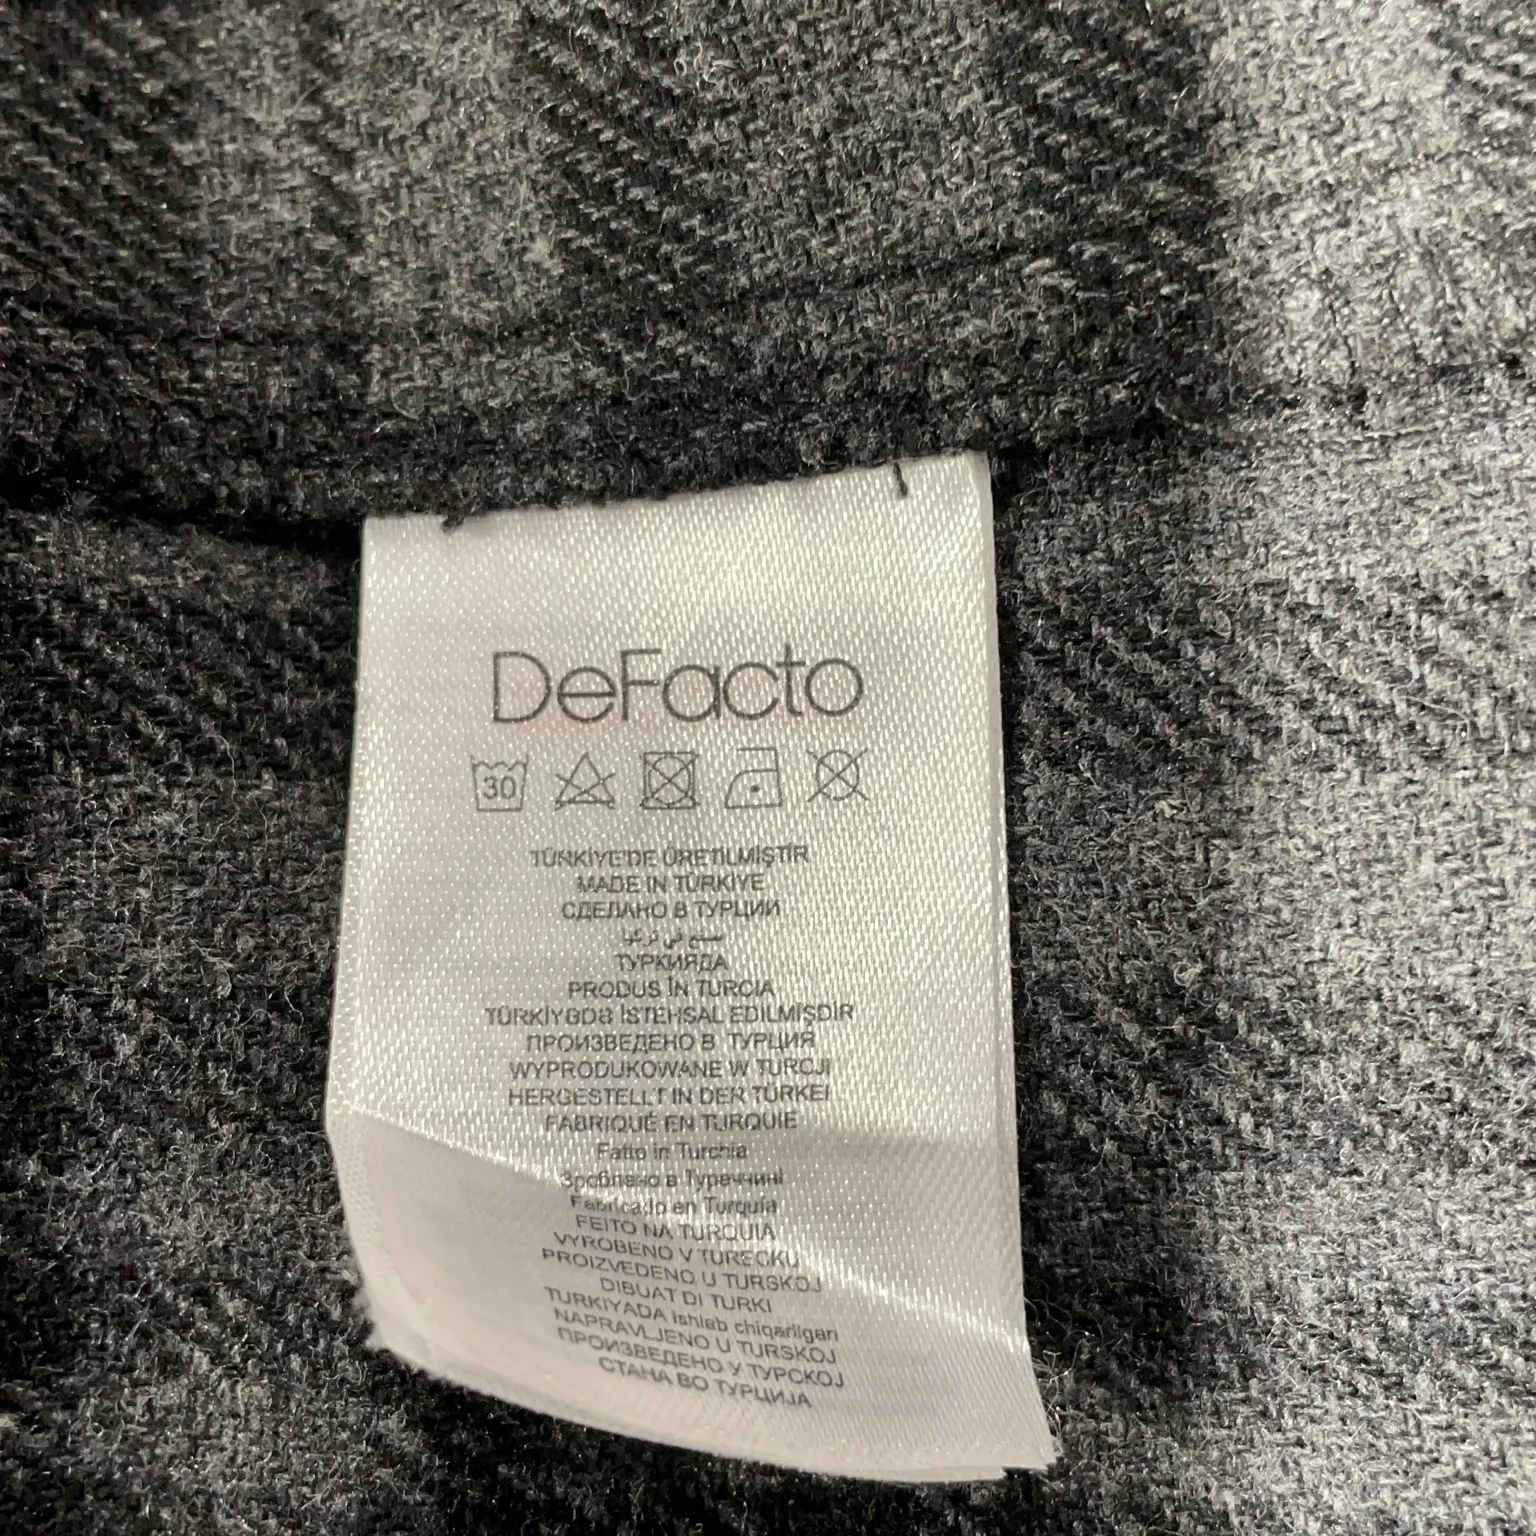 DeFacto
30
TÜRKİYE'DE ÜRETİLMİŞTİR
MADE IN TÜRKİYE
СДЕЛАНО В ТУРЦИИ
صنع في تركيا
ТУРКИЯДА
PRODUS ÎN TURCIA
TÜRKİYƏDƏ İSTEHSAL EDILMİŞDIR
ПРОИЗВЕДЕНО В ТУРЦИЯ
WYPRODUKOWANE W TURCJI
HERGESTELLT IN DER TÜRKEI
FABRIQUÉ EN TURQUIE
Fatto in Turchia
Зроблено в Туреччині
Fabricado en Turquía
FEITO NA TURQUIA
VYROBENO V TURECKU
PROIZVEDENO U TURSKOJ
DIBUAT DI TURKI
TURKIYADA ishlab chiqarilgan
NAPRAVLJENO U TURSKOJ
ПРОИЗВЕДЕНО У ТУРСКОЈ
СТАНА ВО ТУРЦИЈА